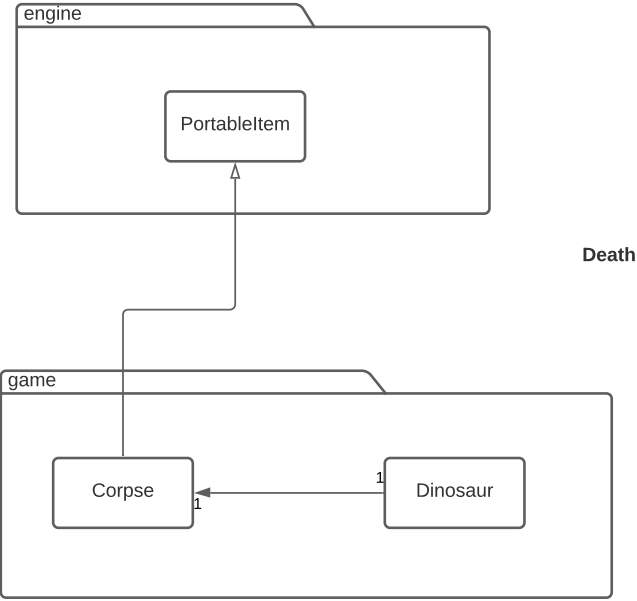 engine
PortableItem
Death
game
Corpse
1
1
Dinosaur